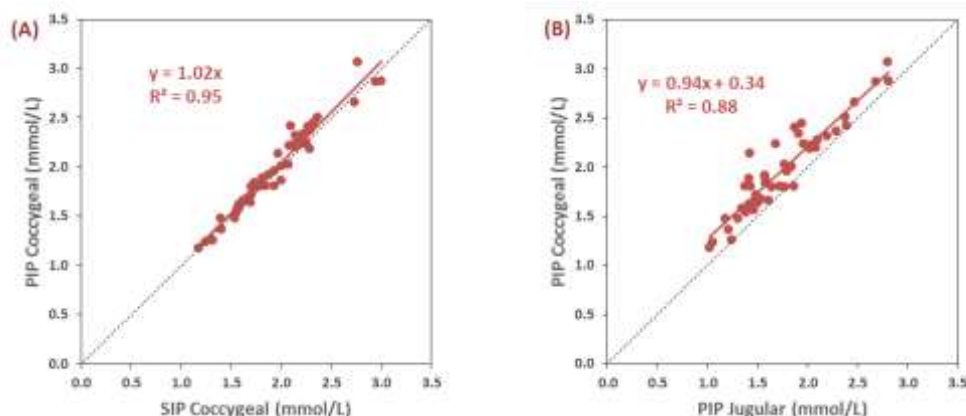 (A)
y = 1.02x
R² = 0.95
PIP Coccygeal (mmol/L)
3.5
3.0
2.5
2.0
1.5
1.0
0.5
0.0
0.0 0.5 1.0 1.5 2.0 2.5 3.0 3.5
SIP Coccygeal (mmol/L)
(B)
y = 0.94x + 0.34
R² = 0.88
PIP Coccygeal (mmol/L)
3.5
3.0
2.5
2.0
1.5
1.0
0.5
0.0
0.0 0.5 1.0 1.5 2.0 2.5 3.0 3.5
PIP Jugular (mmol/L)